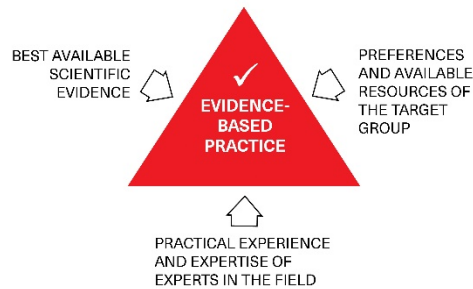 BEST AVAILABLE
SCIENTIFIC
EVIDENCE
✓
EVIDENCE-
BASED
PRACTICE
PREFERENCES
AND AVAILABLE
RESOURCES OF
THE TARGET
GROUP
PRACTICAL EXPERIENCE
AND EXPERTISE OF
EXPERTS IN THE FIELD